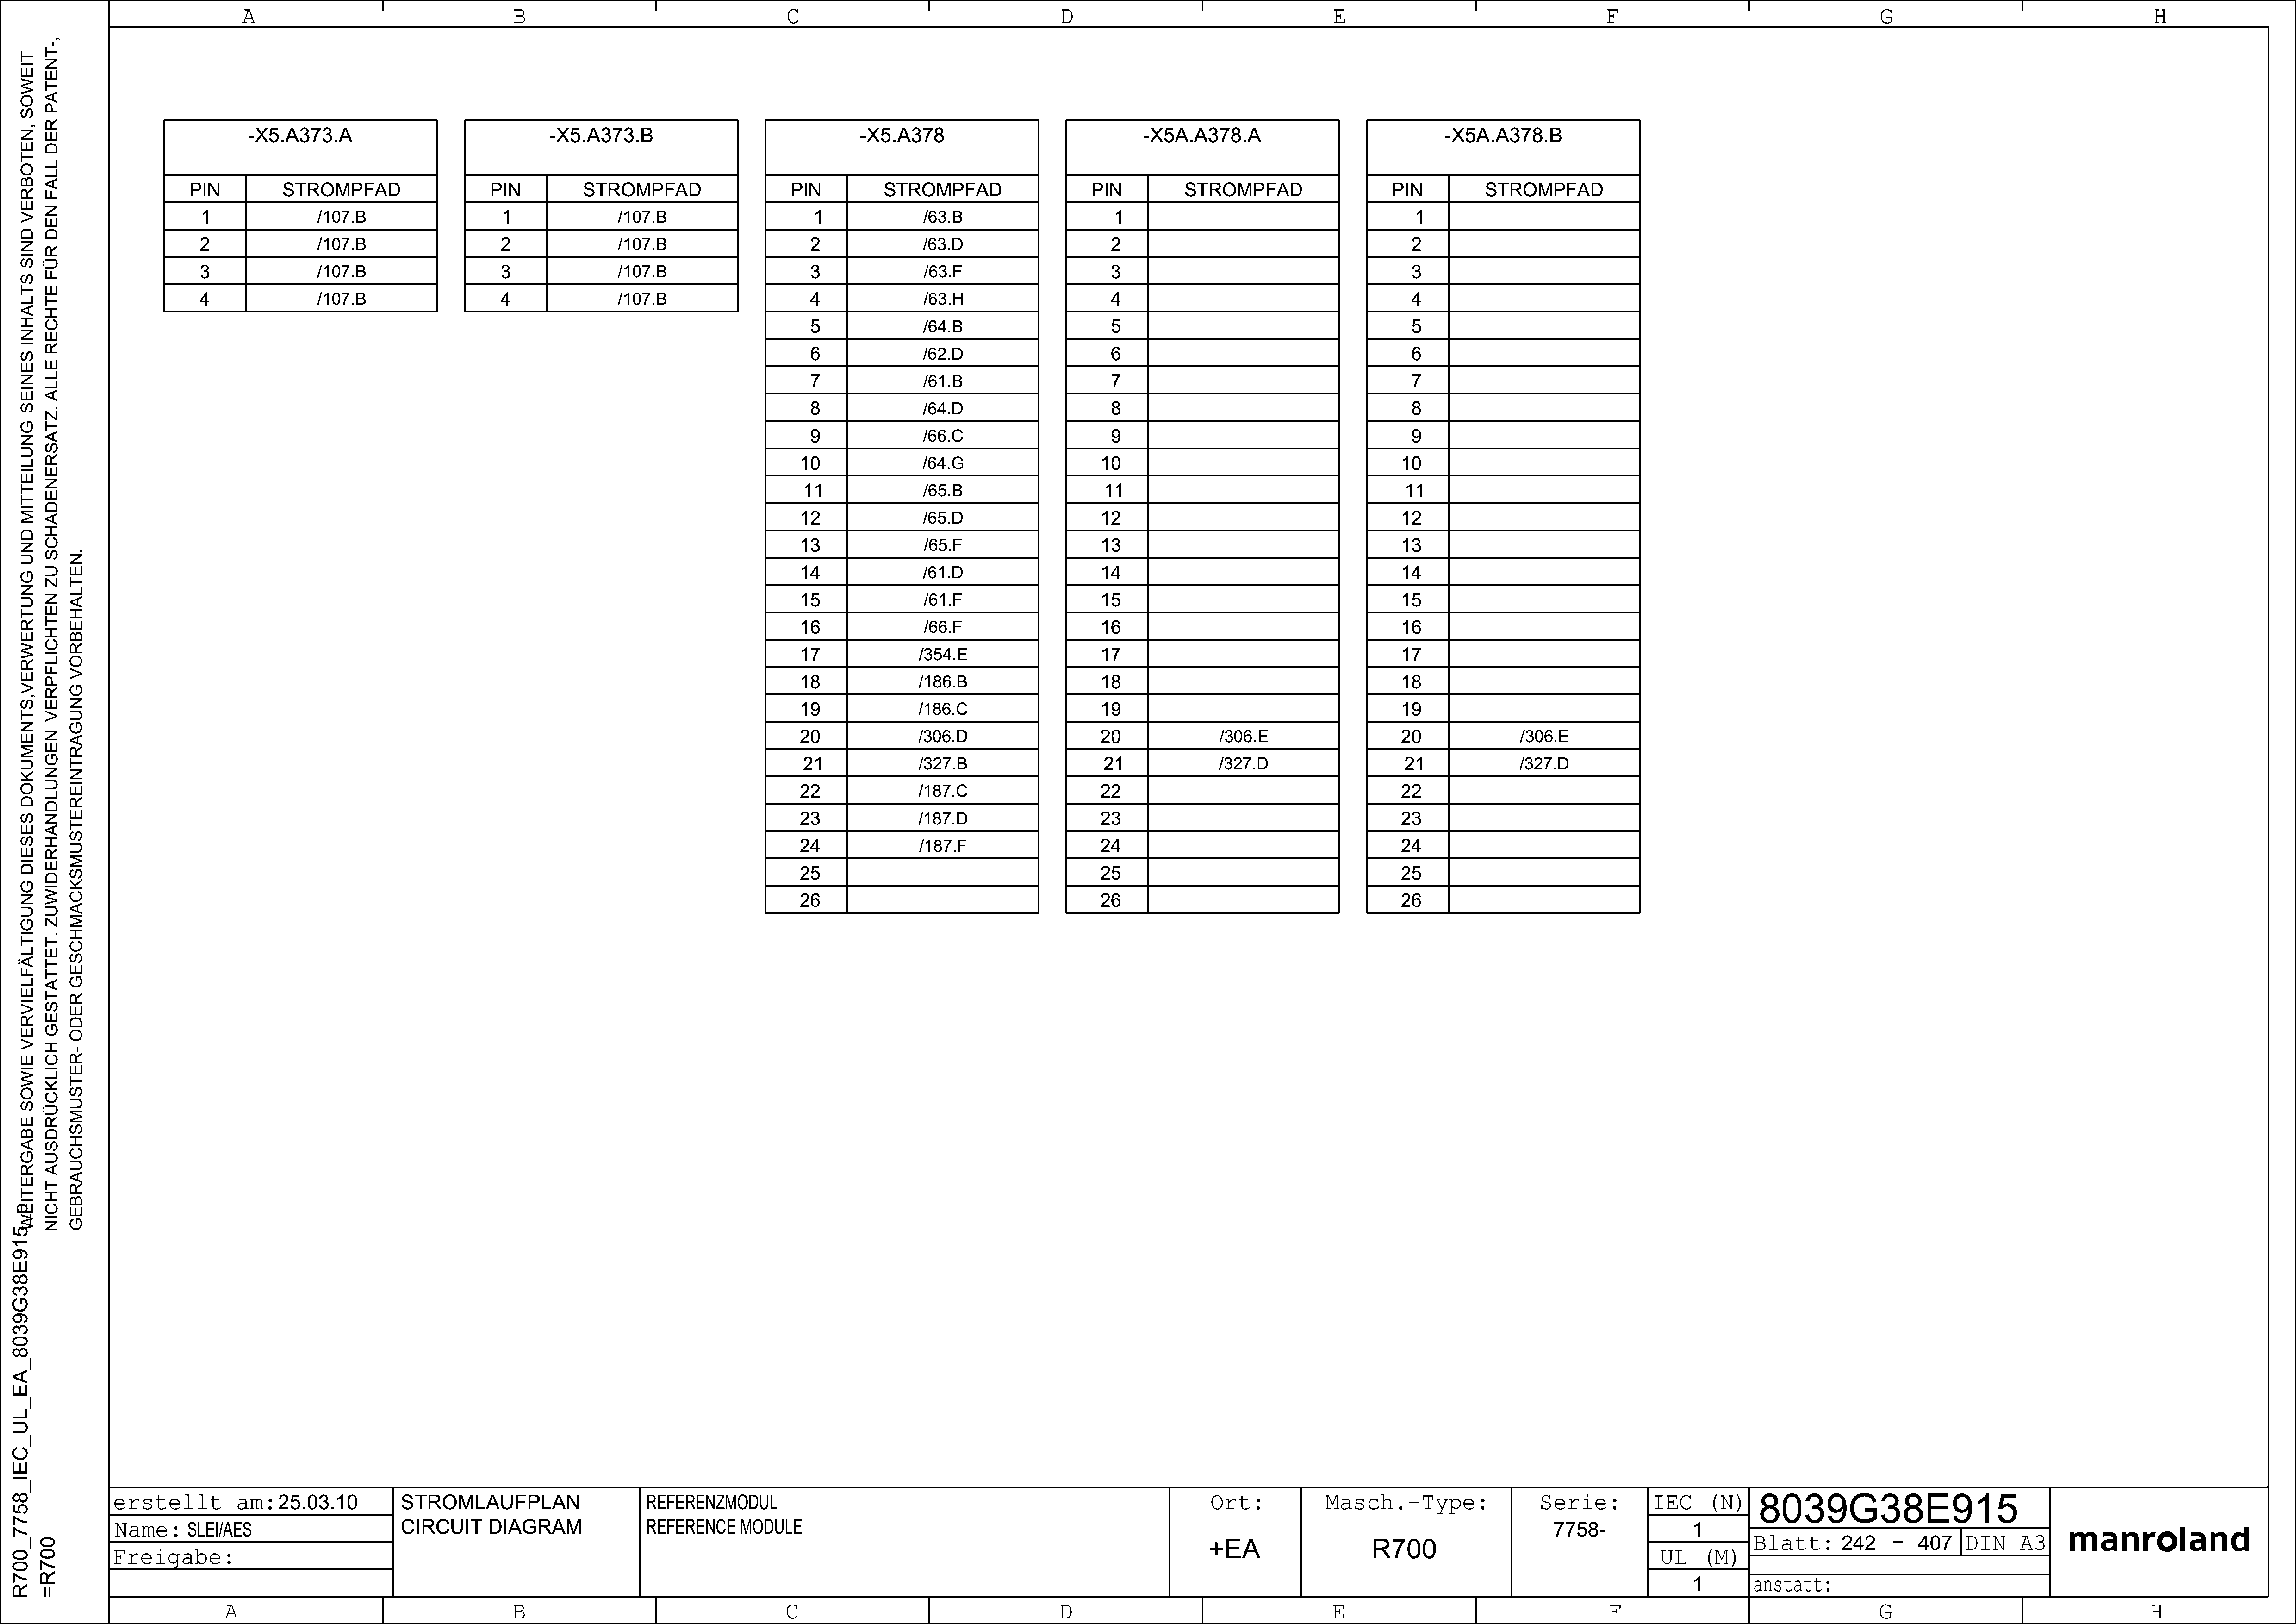 A B C D E F G H
-X5.A373.A
PIN STROMPFAD
1 /107.B
2 /107.B
3 /107.B
4 /107.B
-X5.A373.B
PIN STROMPFAD
1 /107.B
2 /107.B
3 /107.B
4 /107.B
-X5.A378
PIN STROMPFAD
1 /63.B
2 /63.D
3 /63.F
4 /63.H
5 /64.B
6 /62.D
7 /61.B
8 /64.D
9 /66.C
10 /64.G
11 /65.B
12 /65.D
13 /65.F
14 /61.D
15 /61.F
16 /66.F
17 /354.E
18 /186.B
19 /186.C
20 /306.D
21 /327.B
22 /187.C
23 /187.D
24 /187.F
25
26
-X5A.A378.A
PIN STROMPFAD
1
2
3
4
5
6
7
8
9
10
11
12
13
14
15
16
17
18
19
20 /306.E
21 /327.D
22
23
24
25
26
-X5A.A378.B
PIN STROMPFAD
1
2
3
4
5
6
7
8
9
10
11
12
13
14
15
16
17
18
19
20 /306.E
21 /327.D
22
23
24
25
26
WEITERGABE SOWIE VERVIELFÄLTIGUNG DIESES DOKUMENTS,VERWERTUNG UND MITTEILUNG SEINES INHALTS SIND VERBOTEN, SOWEIT
NICHT AUSDRÜCKLICH GESTATTET. ZUWIDERHANDLUNGEN VERPFLICHTEN ZU SCHADENERSATZ. ALLE RECHTE FÜR DEN FALL DER PATENT-,
GEBRAUCHSMUSTER- ODER GESCHMACKSMUSTEREINTRAGUNG VORBEHALTEN.
R700_7758_IEC_UL_EA_8039G38E915_P
=R700
erstellt am: 25.03.10
Name: SLEI/AES
Freigabe:
STROMLAUFPLAN
CIRCUIT DIAGRAM
REFERENZMODUL
REFERENCE MODULE
Ort:
+EA
Masch.-Type:
R700
Serie:
7758-
IEC (N)
1
UL (M)
1
8039G38E915
Blatt: 242 - 407 DIN A3
anstatt:
manroland
A B C D E F G H